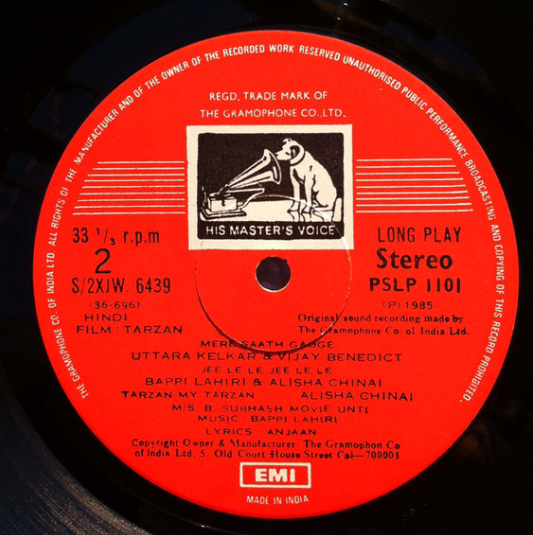 THE GRAMOPHONE CO. OF INDIA LTD. ALL RIGHTS OF THE MANUFACTURER AND OF THE OWNER OF THE RECORDED WORK RESERVED UNAUTHORISED PUBLIC PERFORMANCE BROADCASTING AND COPYING OF THIS RECORD PROHIBITED.
REGD. TRADE MARK OF
THE GRAMOPHONE CO., LTD.
HIS MASTER'S VOICE
33 1/3 r.p.m
LONG PLAY
2
Stereo
S/2XJW. 6439
PSLP 1101
(36-696)
(P) 1985
HINDI
Original sound recording made by
FILM : TARZAN
The Gramophone Co. of India Ltd.
MERE SAATH GAOGE
UTTARA KELKAR & VIJAY BENEDICT
JEE LE LE JEE LE LE
BAPPI LAHIRI & ALISHA CHINAI
TARZAN MY TARZAN ALISHA CHINAI
M/S. B. SUBHASH MOVIE UNTI
MUSIC : BAPPI LAHIRI
LYRICS : ANJAAN
Copyright Owner & Manufacturer: The Gramophon Co
of India Ltd. 5. Old Court House Street Cal—700001
EMI
MADE IN INDIA